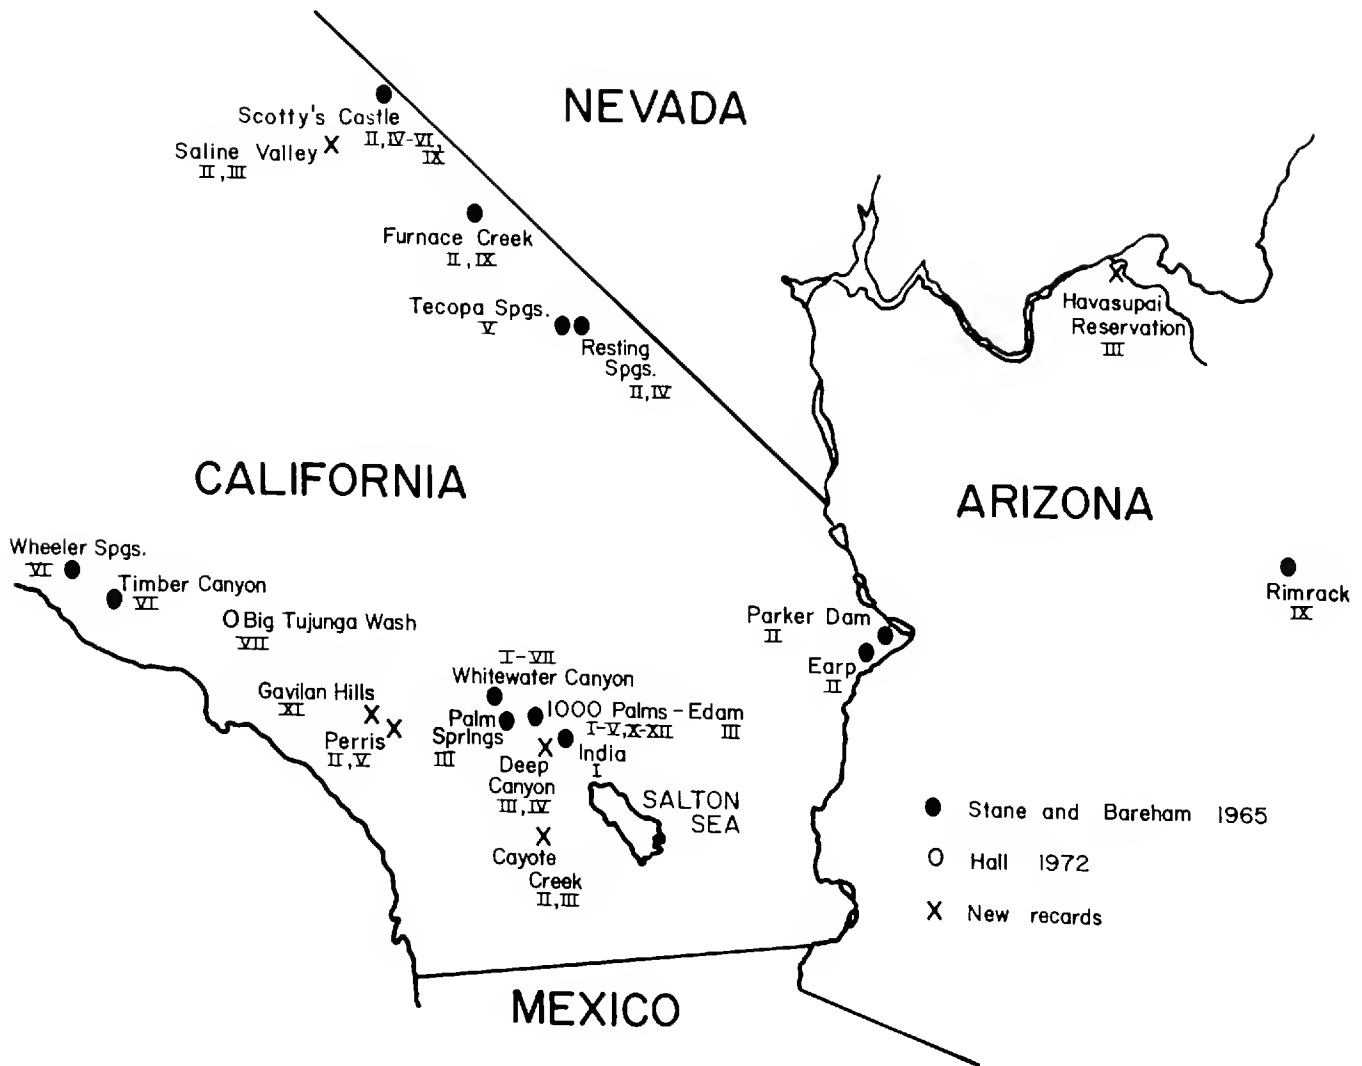 NEVADA
Scotty's Castle
II, IV-VI,
IX
Saline Valley X
II, III
Furnace Creek
II, IX
Tecopa Spgs.
V
Resting
Spgs.
II, IV
X
Havasupai
Reservation
III
CALIFORNIA
ARIZONA
Wheeler Spgs.
VI
Timber Canyon
VI
Big Tujunga Wash
VII
Rimrack
IX
Parker Dam
II
Earp
II
I-VII
Whitewater Canyon
Gavilan Hills
XI
X
X
Perris
II, V
Palm
Springs
III
1000 Palms - Edam
I-V, X-XII III
India
I
X
Deep
Canyon
III, IV
SALTON
SEA
X
Cayote
Creek
II, III
Stane and Bareham 1965
Hall 1972
X New recards
MEXICO